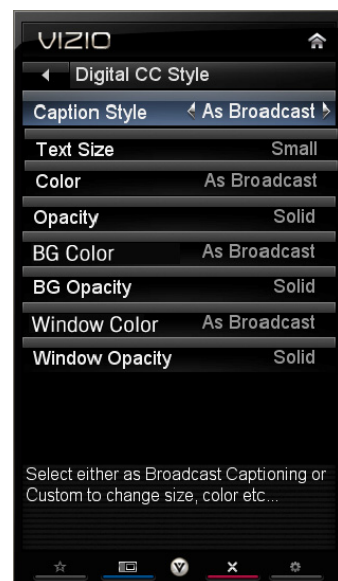 VIZIO
Digital CC Style
Caption Style As Broadcast
Text Size Small
Color As Broadcast
Opacity Solid
BG Color As Broadcast
BG Opacity Solid
Window Color As Broadcast
Window Opacity Solid
Select either as Broadcast Captioning or
Custom to change size, color etc...
V